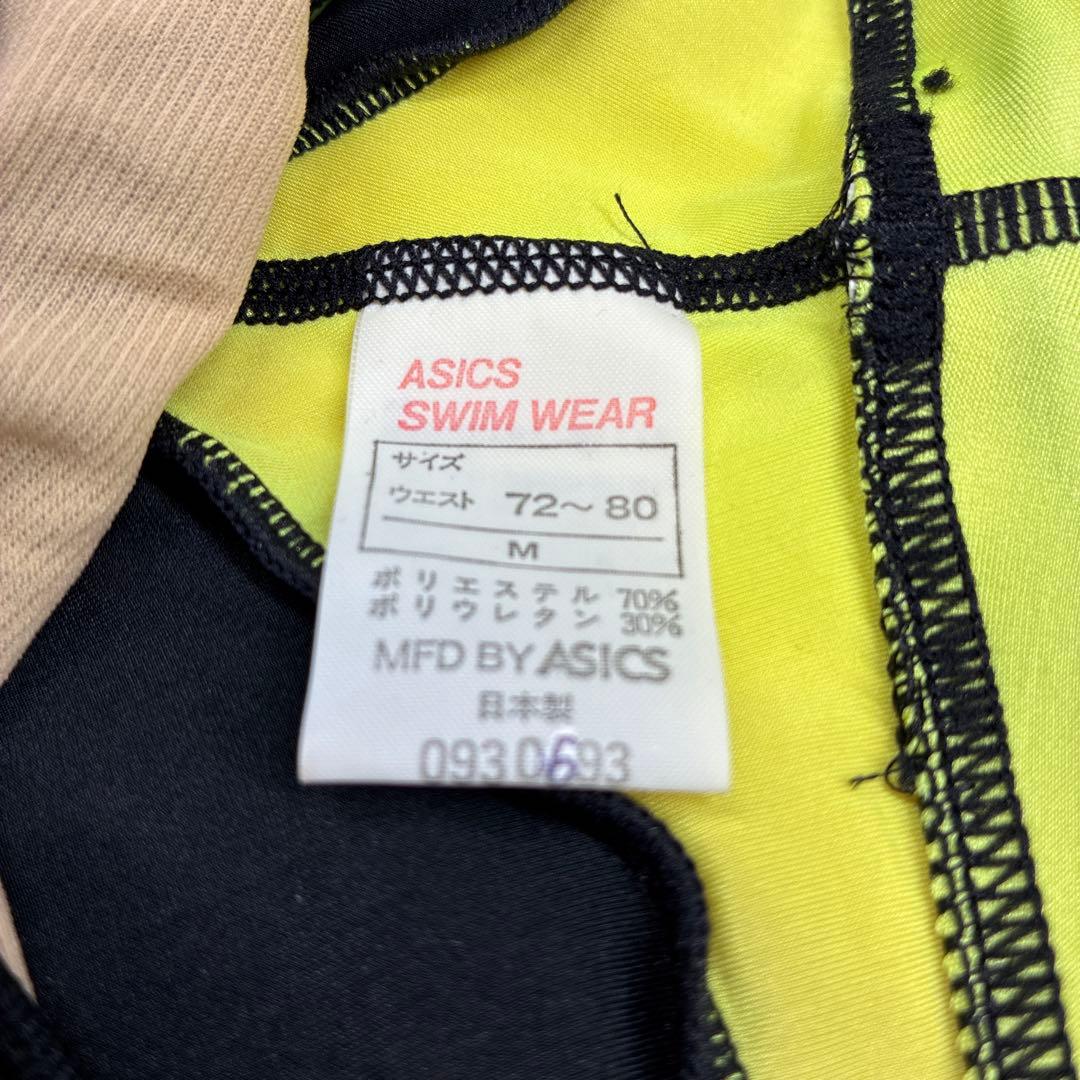 ASICS
SWIM WEAR
サイズ
ウエスト 72〜80
M
ポリエステル 70%
ポリウレタン 30%
MFD BY ASICS
日本製
0930693